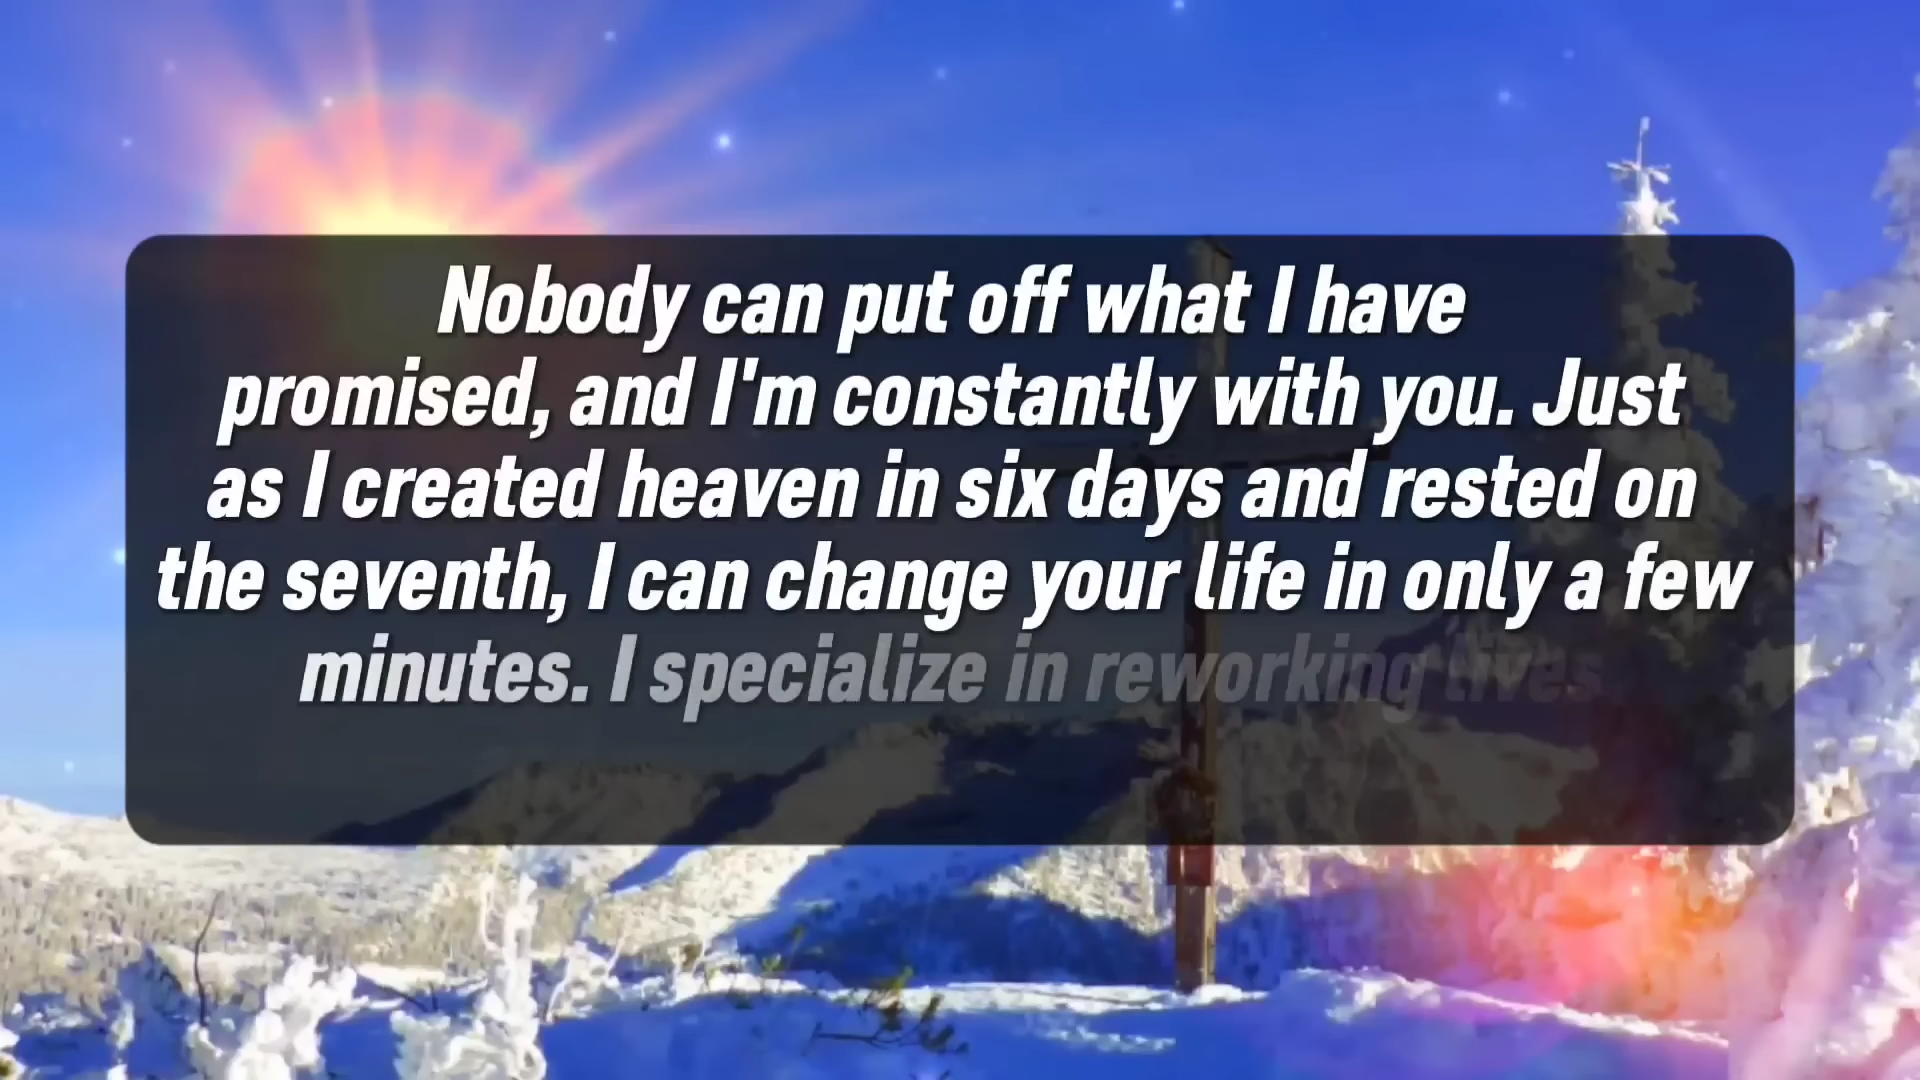 Nobody can put off what I have
promised, and I'm constantly with you. Just
as I created heaven in six days and rested on
the seventh, I can change your life in only a few
minutes. I specialize in reworking lives